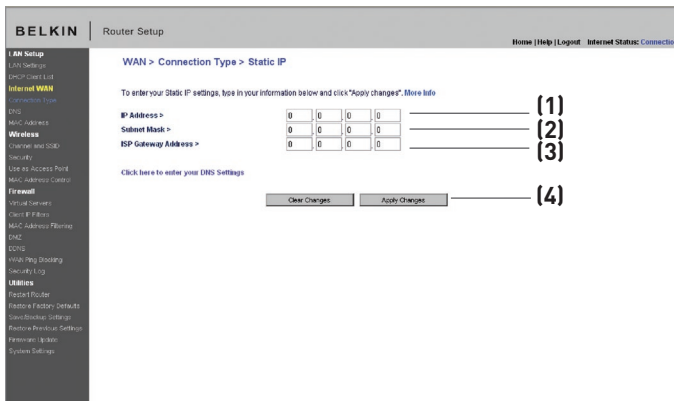 BELKIN
Router Setup
Home | Help | Logout Internet Status: Connectio
LAN Setup
LAN Settings
DHCP Client List
Internet WAN
Connection Type
DNS
MAC Address
Wireless
Channel and SSID
Security
Use as Access Point
MAC Address Control
Firewall
Virtual Servers
Client IP Filters
MAC Address Filtering
DMZ
DDNS
WAN Ping Blocking
Security Log
Utilities
Restart Router
Restore Factory Defaults
Save/Backup Settings
Restore Previous Settings
Firmware Update
System Settings
WAN > Connection Type > Static IP
To enter your Static IP settings, type in your information below and click "Apply changes". More Info
IP Address > 0 . 0 . 0 . 0 (1)
Subnet Mask > 0 . 0 . 0 . 0 (2)
ISP Gateway Address > 0 . 0 . 0 . 0 (3)
Click here to enter your DNS Settings
Clear Changes Apply Changes (4)